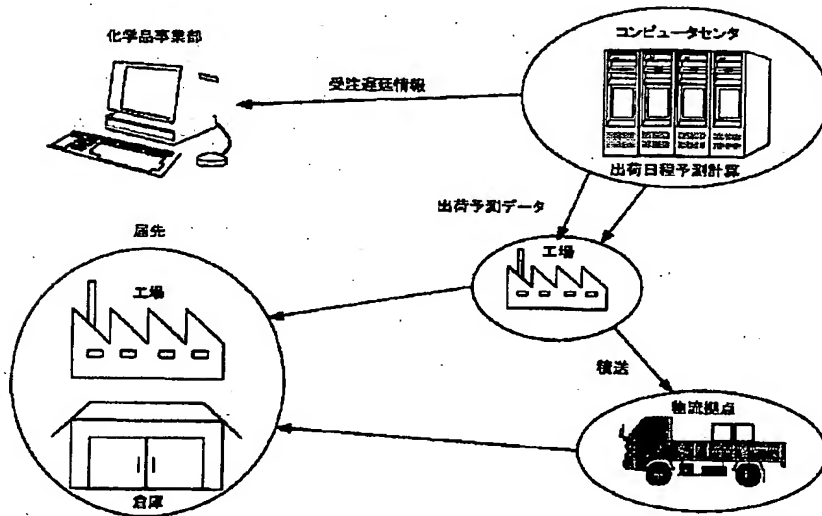 化学品事業部
コンピュータセンタ
受注遅延情報
出荷日程予測計算
出荷予測データ
届先
工場
工場
積送
物流拠点
倉庫